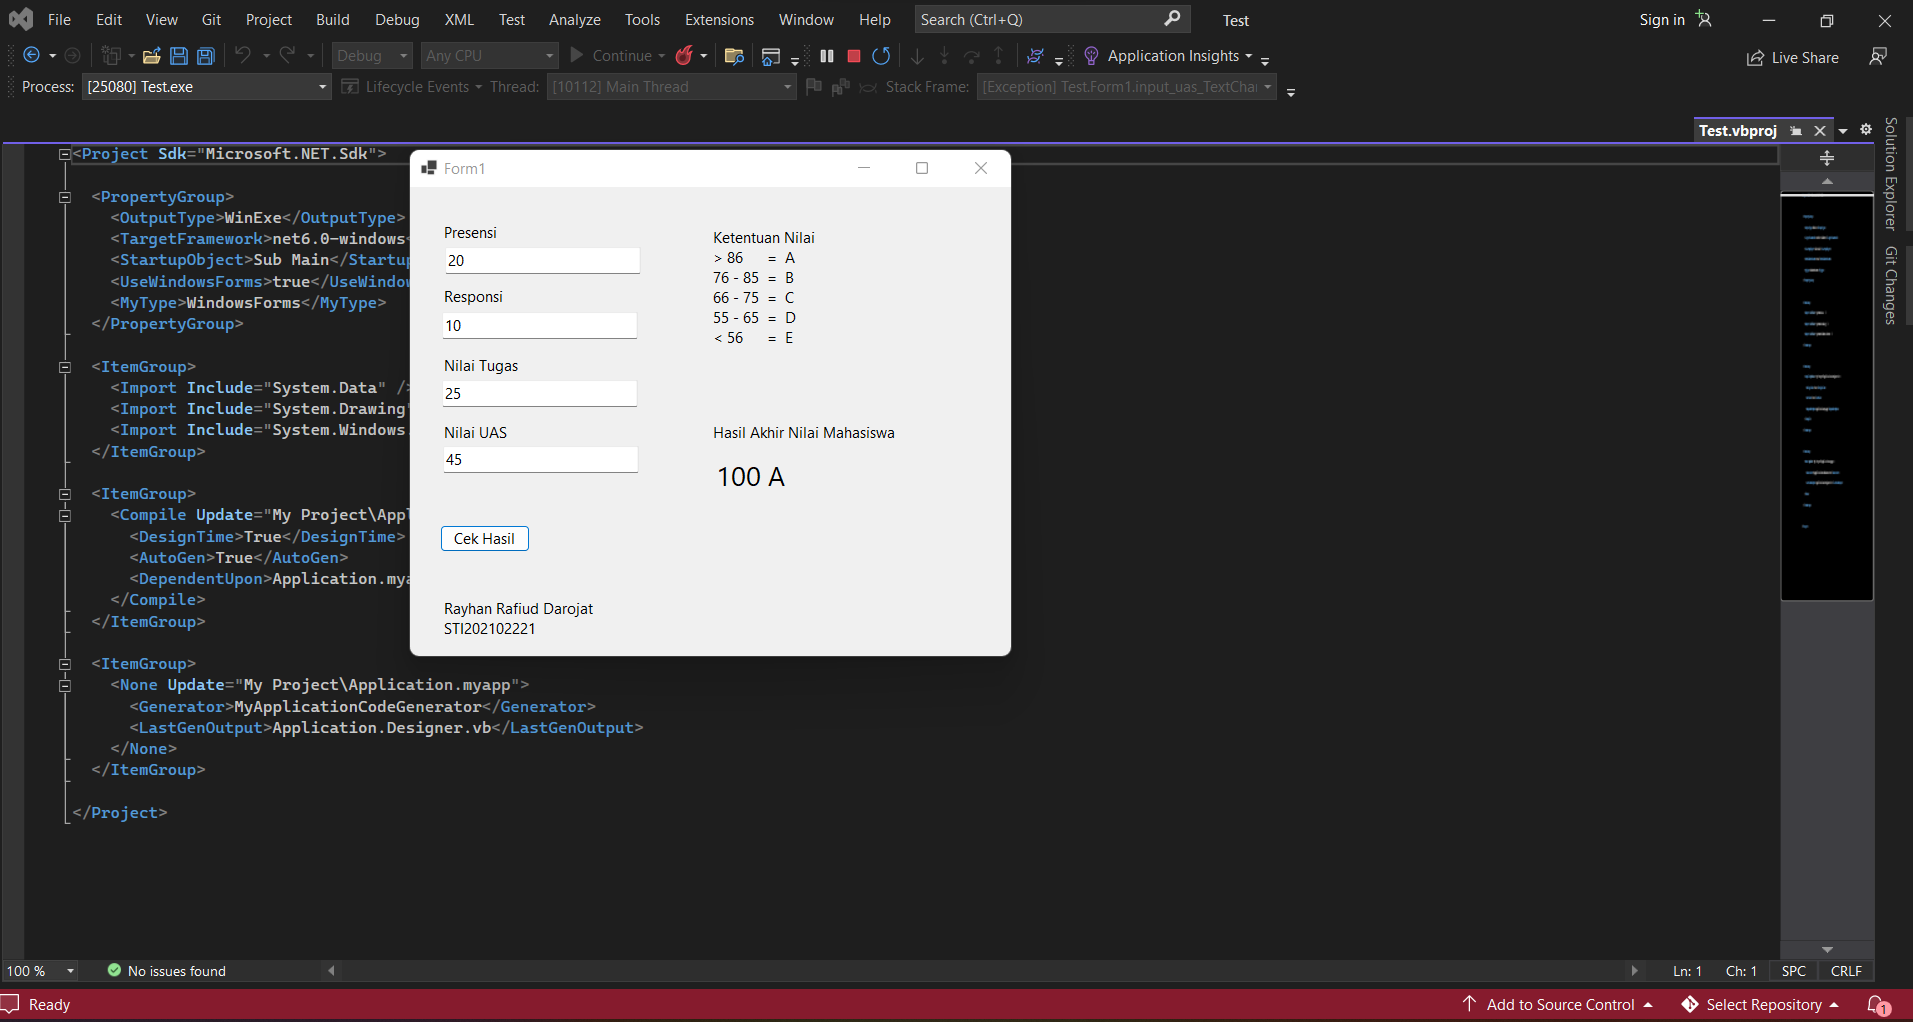 File Edit View Git Project Build Debug XML Test Analyze Tools Extensions Window Help Search (Ctrl+Q) Test Sign in
Debug Any CPU Continue Application Insights Live Share
Process: [25080] Test.exe Lifecycle Events Thread: [10112] Main Thread Stack Frame: [Exception] Test.Form1.input_uas_TextChar
Test.vbproj
Solution Explorer
Git Changes
<Project Sdk="Microsoft.NET.Sdk">
<PropertyGroup>
<OutputType>WinExe</OutputType>
<TargetFramework>net6.0-windows<
<StartupObject>Sub Main</Startup
<UseWindowsForms>true</UseWindow
<MyType>WindowsForms</MyType>
</PropertyGroup>
<ItemGroup>
<Import Include="System.Data" />
<Import Include="System.Drawing"
<Import Include="System.Windows.
</ItemGroup>
<ItemGroup>
<Compile Update="My Project\Appl
<DesignTime>True</DesignTime>
<AutoGen>True</AutoGen>
<DependentUpon>Application.mya
</Compile>
</ItemGroup>
<ItemGroup>
<None Update="My Project\Application.myapp">
<Generator>MyApplicationCodeGenerator</Generator>
<LastGenOutput>Application.Designer.vb</LastGenOutput>
</None>
</ItemGroup>
</Project>
Form1
Presensi
20
Responsi
10
Nilai Tugas
25
Nilai UAS
45
Cek Hasil
Rayhan Rafiud Darojat
STI202102221
Ketentuan Nilai
> 86 = A
76 - 85 = B
66 - 75 = C
55 - 65 = D
< 56 = E
Hasil Akhir Nilai Mahasiswa
100 A
100 % No issues found Ln: 1 Ch: 1 SPC CRLF
Ready Add to Source Control Select Repository 1